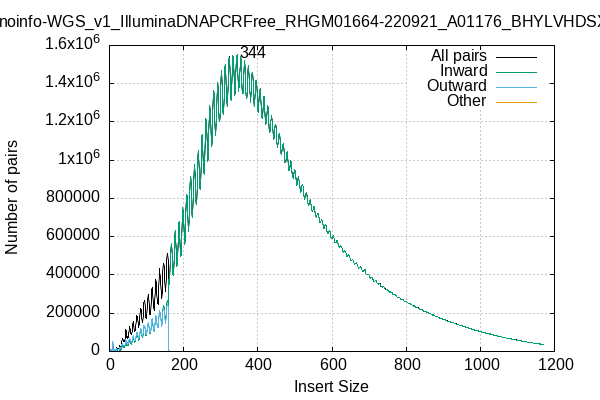 noinfo-WGS_v1_IlluminaDNAPCRFree_RHGM01664-220921_A01176_BHYLVHDSX
344
All pairs
Inward
Outward
Other
Number of pairs
1.6x10⁶
1.4x10⁶
1.2x10⁶
1x10⁶
800000
600000
400000
200000
0
0 200 400 600 800 1000 1200
Insert Size